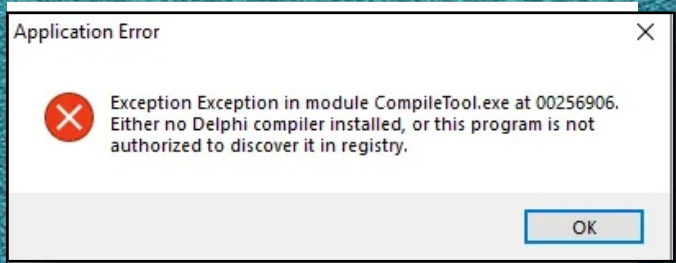 Application Error
Exception Exception in module CompileTool.exe at 00256906.
Either no Delphi compiler installed, or this program is not
authorized to discover it in registry.
OK